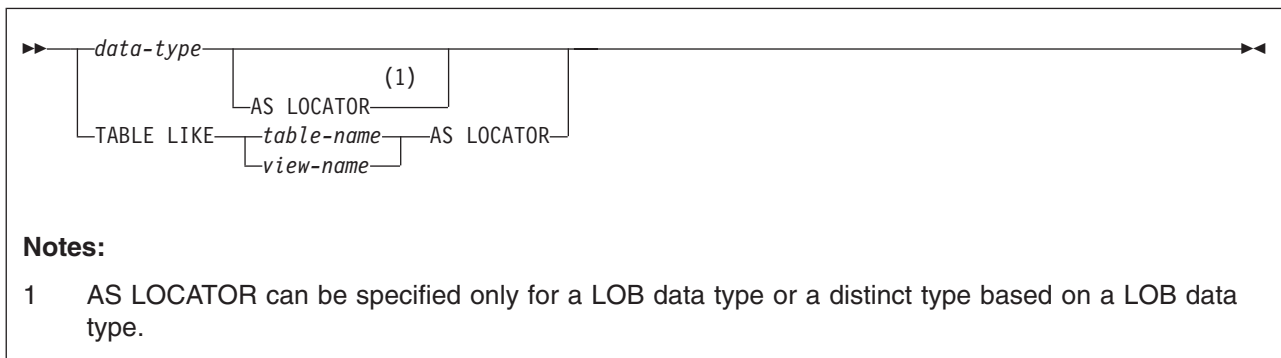 data-type
(1)
AS LOCATOR
TABLE LIKE table-name AS LOCATOR
view-name
Notes:
1 AS LOCATOR can be specified only for a LOB data type or a distinct type based on a LOB data
type.